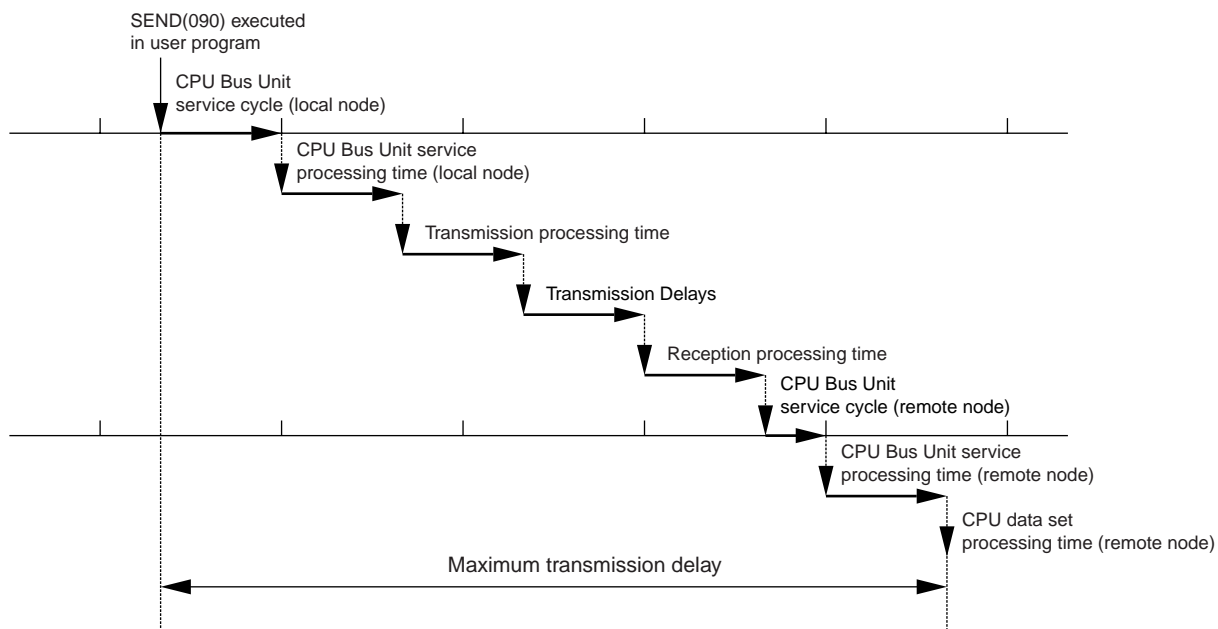 SEND(090) executed
in user program
CPU Bus Unit
service cycle (local node)
CPU Bus Unit service
processing time (local node)
Transmission processing time
Transmission Delays
Reception processing time
CPU Bus Unit
service cycle (remote node)
CPU Bus Unit service
processing time (remote node)
CPU data set
processing time (remote node)
Maximum transmission delay